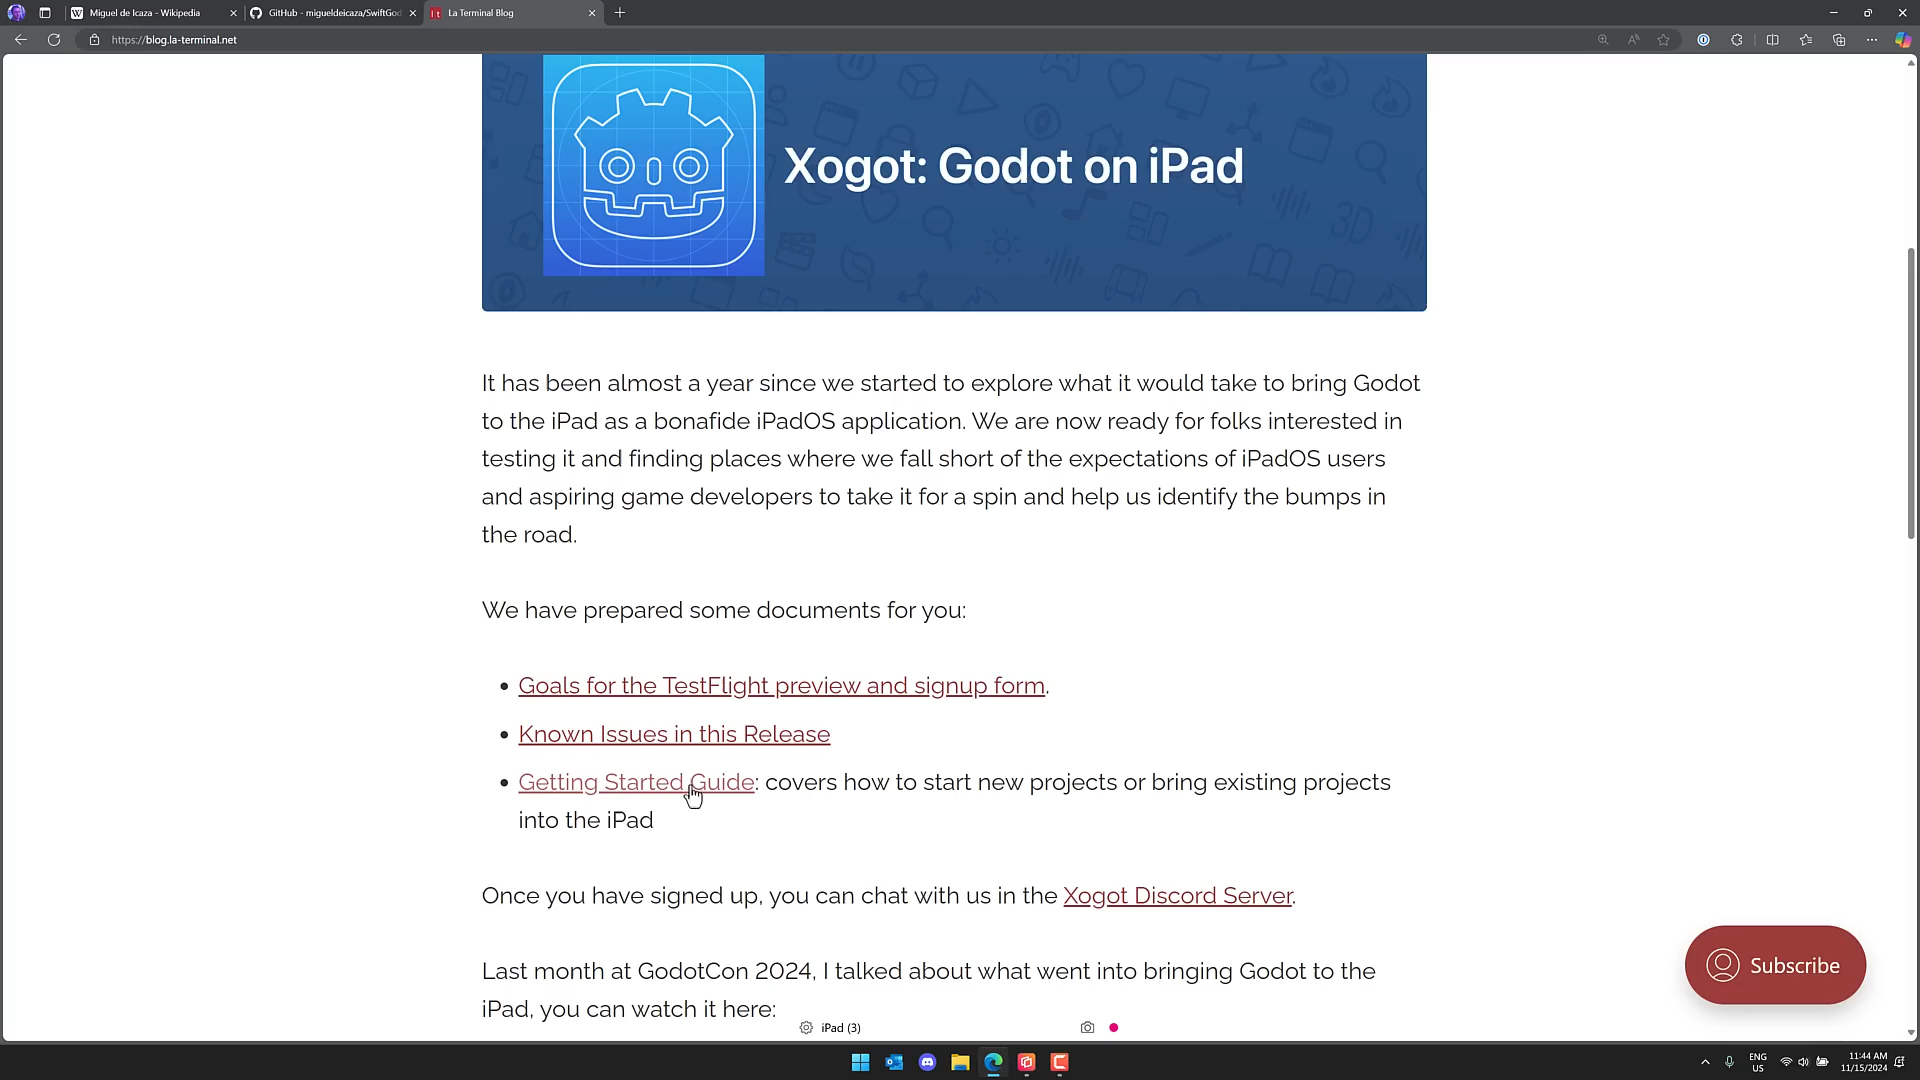 Miguel de Icaza - Wikipedia
GitHub - migueldeicaza/SwiftGod
La Terminal Blog
https://blog.la-terminal.net
Xogot: Godot on iPad
3D
It has been almost a year since we started to explore what it would take to bring Godot
to the iPad as a bonafide iPadOS application. We are now ready for folks interested in
testing it and finding places where we fall short of the expectations of iPadOS users
and aspiring game developers to take it for a spin and help us identify the bumps in
the road.
We have prepared some documents for you:
• Goals for the TestFlight preview and signup form.
• Known Issues in this Release
• Getting Started Guide: covers how to start new projects or bring existing projects
into the iPad
Once you have signed up, you can chat with us in the Xogot Discord Server.
Subscribe
Last month at GodotCon 2024, I talked about what went into bringing Godot to the
iPad, you can watch it here:
iPad (3)
ENG
US
11:44 AM
11/15/2024